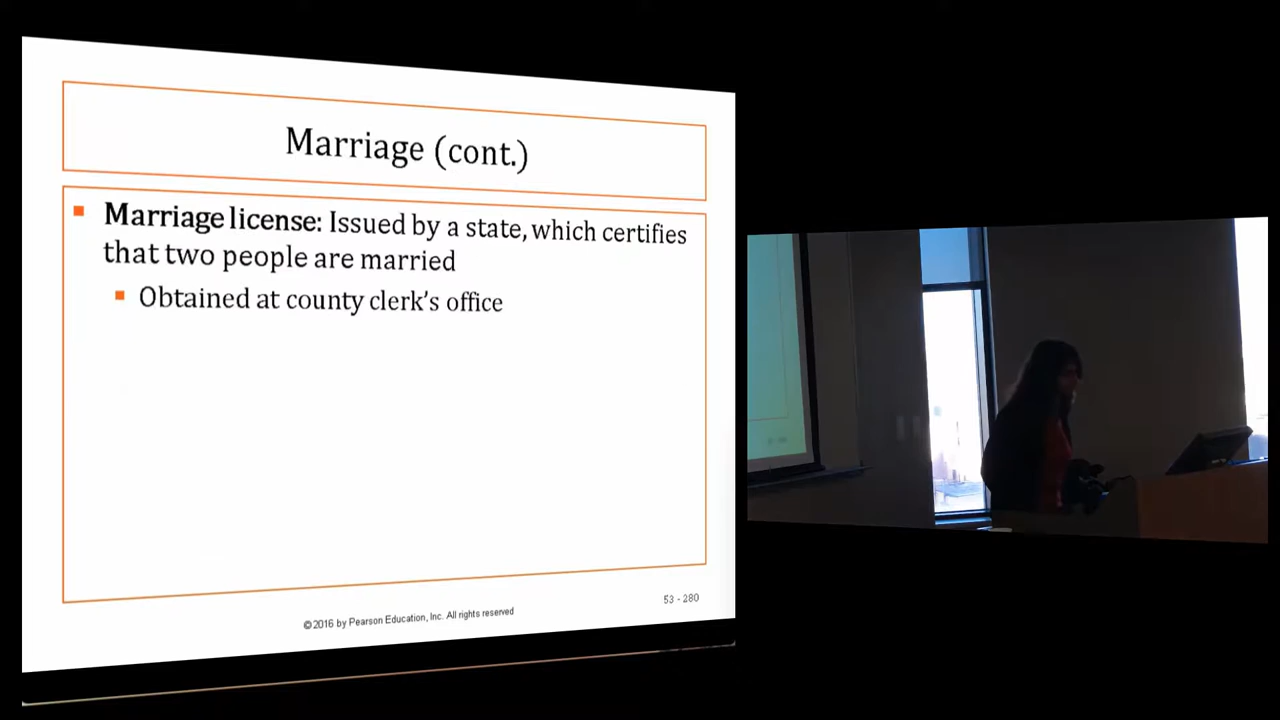 Marriage (cont.)
Marriage license: Issued by a state, which certifies
that two people are married
Obtained at county clerk's office
©2016 by Pearson Education, Inc. All rights reserved
53 - 280